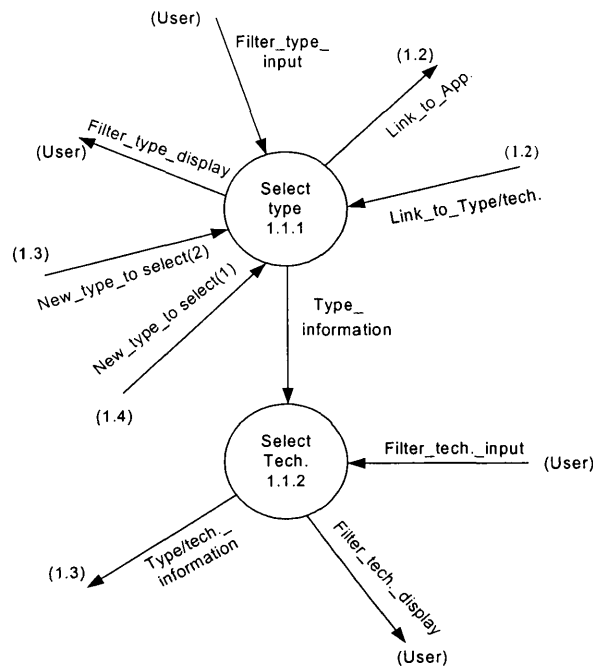 (User)
Filter_type_
input
(1.2)
Link_to_App.
Filter_type_display
(User)
(1.2)
Select
type
1.1.1
Link_to_Type/tech.
(1.3)
New_type_to select(2)
New_type_to select(1)
(1.4)
Type_
information
Select
Tech.
1.1.2
Filter_tech._input
(User)
Type/tech._
information
(1.3)
Filter_tech._display
(User)